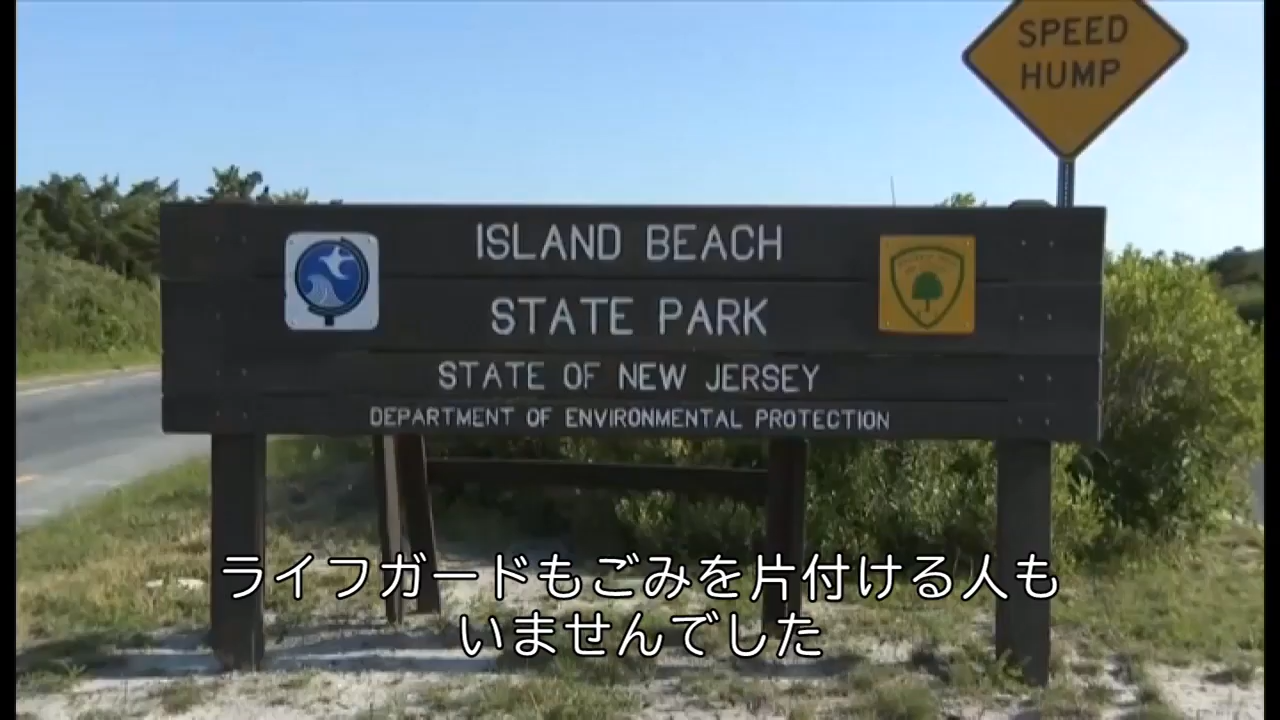 SPEED
HUMP
ISLAND BEACH
STATE PARK
STATE OF NEW JERSEY
DEPARTMENT OF ENVIRONMENTAL PROTECTION
ライフガードもごみを片付ける人も
いませんでした